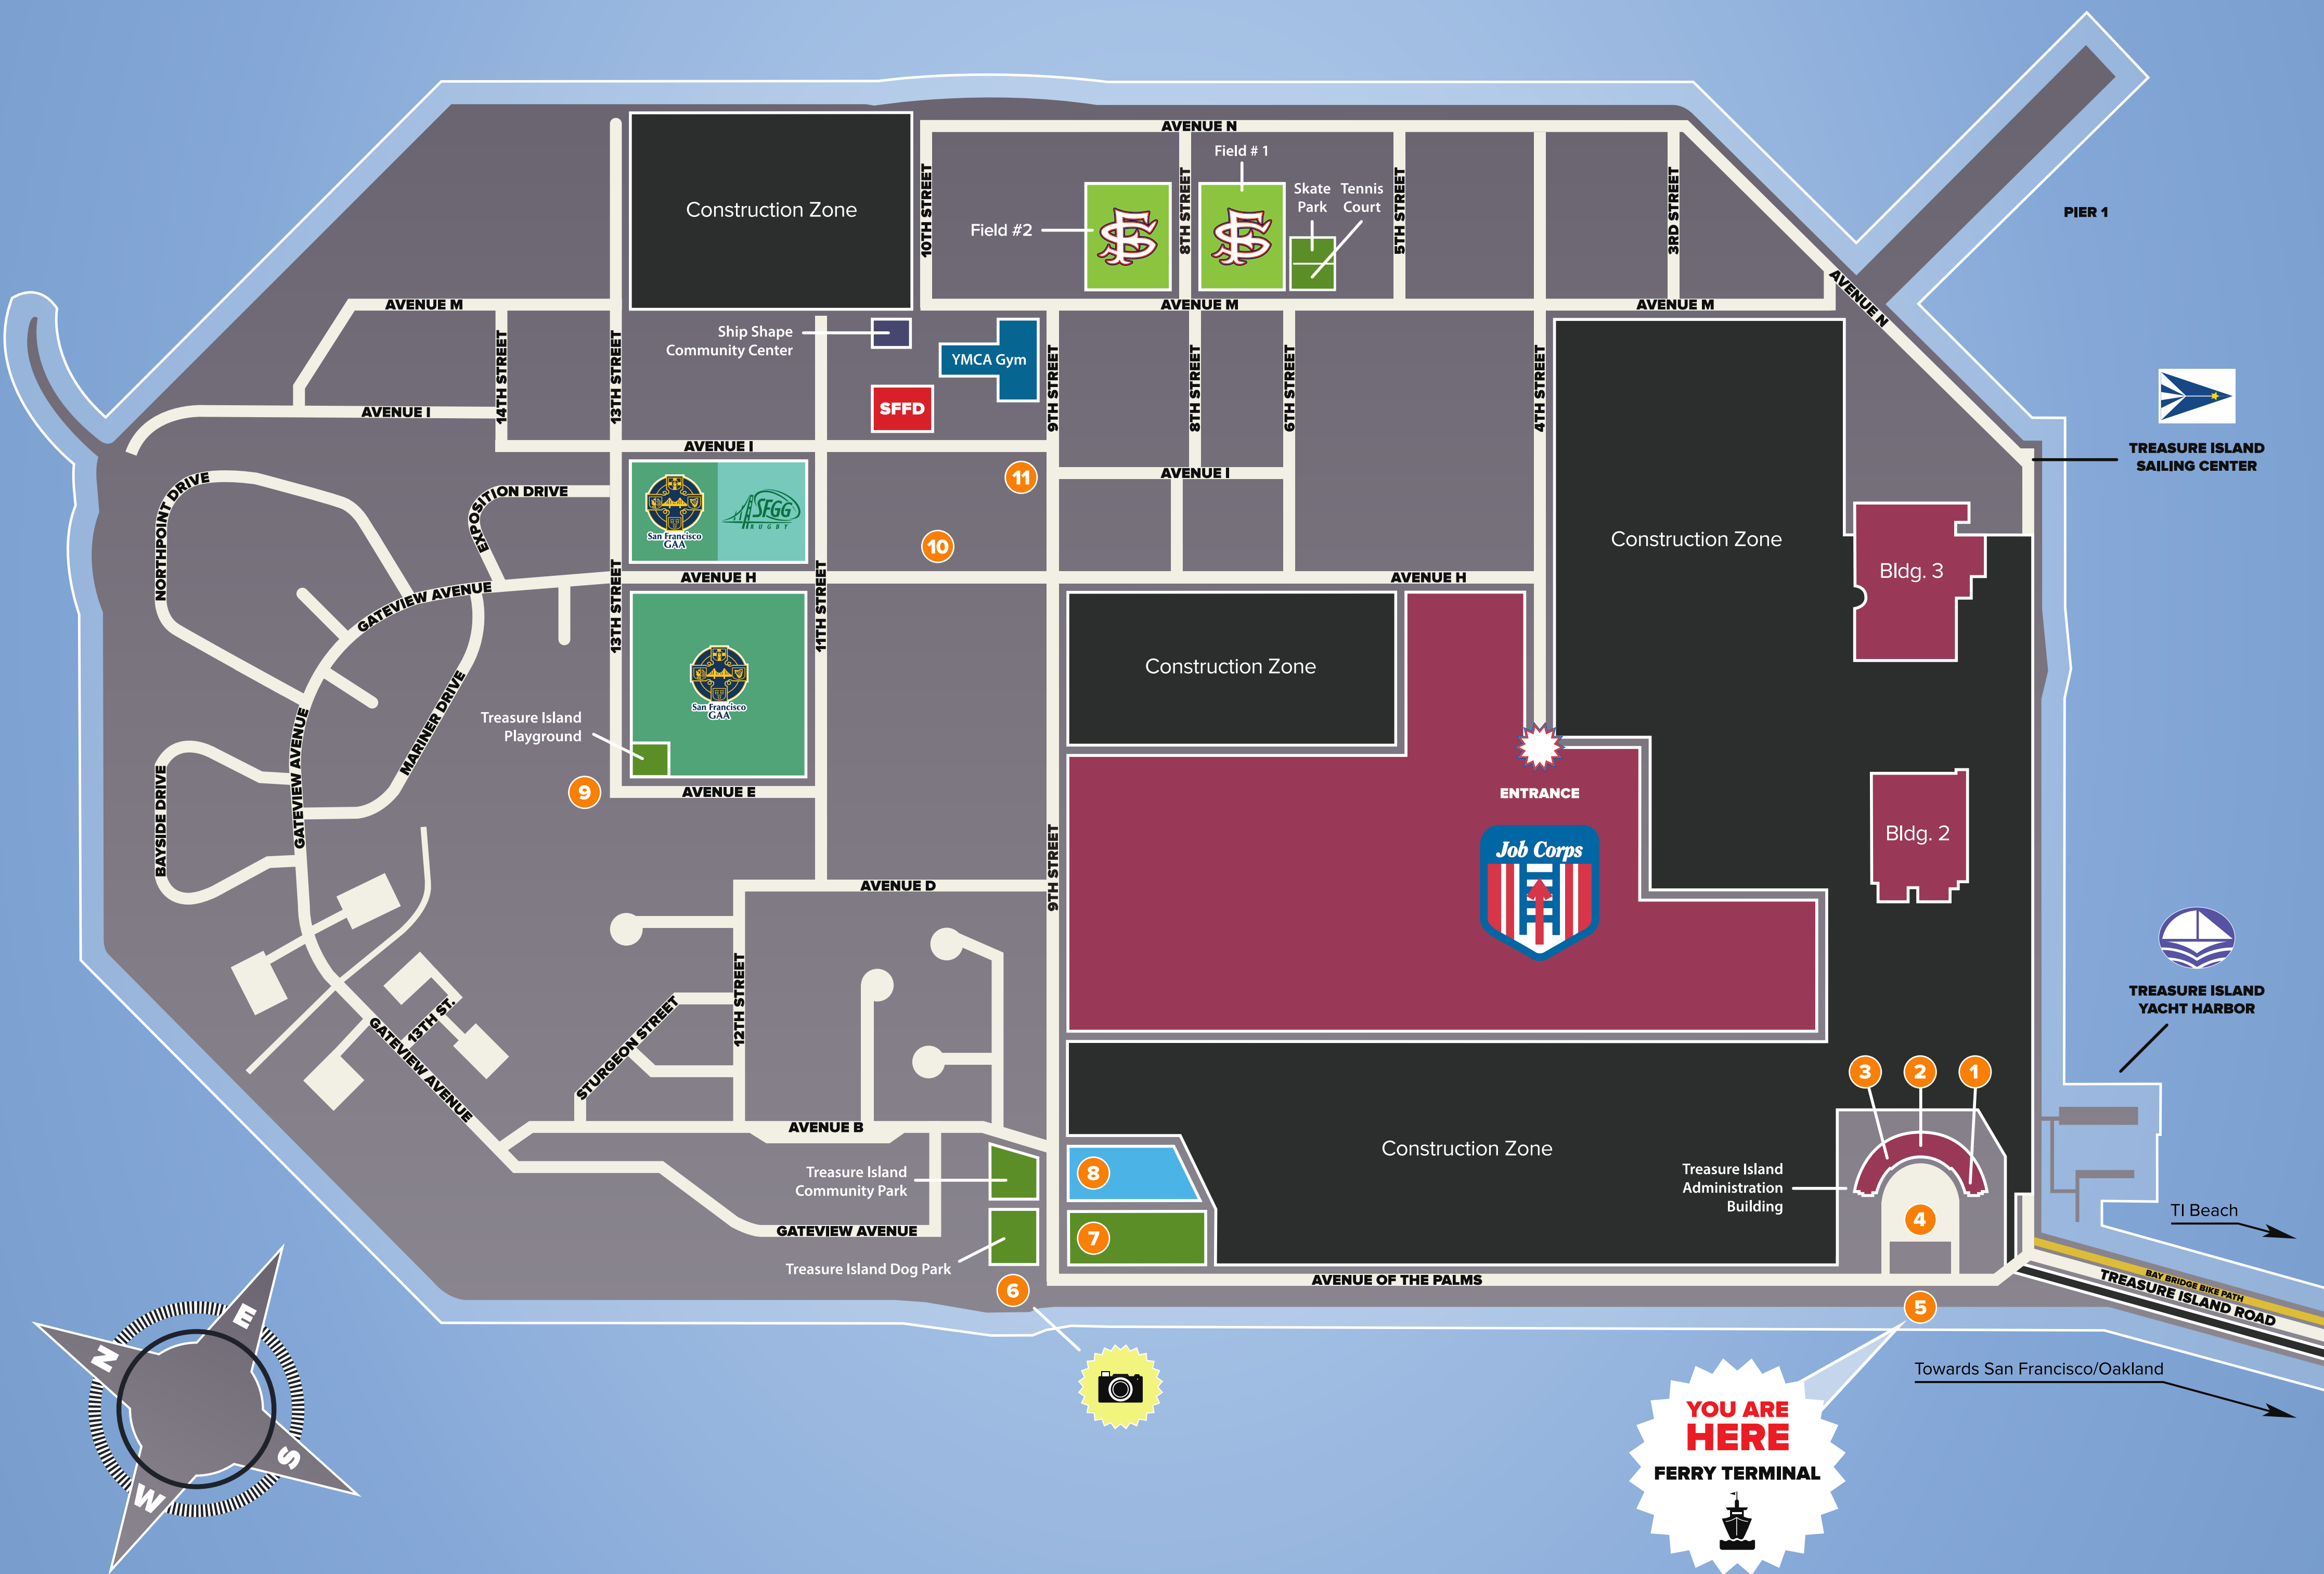 AVENUE N
Field # 1
Skate
Park
Tennis
Court
Field #2
SF
SF
Construction Zone
10TH STREET
8TH STREET
5TH STREET
3RD STREET
PIER 1
AVENUE N
AVENUE M
AVENUE M
AVENUE M
Ship Shape
Community Center
YMCA Gym
SFFD
14TH STREET
13TH STREET
9TH STREET
8TH STREET
6TH STREET
4TH STREET
AVENUE I
AVENUE I
AVENUE I
TREASURE ISLAND
SAILING CENTER
11
10
NORTHPOINT DRIVE
EXPOSITION DRIVE
San Francisco
GAA
SFGG
RUGBY
Construction Zone
Bldg. 3
GATEVIEW AVENUE
AVENUE H
AVENUE H
13TH STREET
11TH STREET
San Francisco
GAA
Construction Zone
MARINER DRIVE
GATEVIEW AVENUE
BAYSIDE DRIVE
Treasure Island
Playground
9
AVENUE E
ENTRANCE
Job Corps
Bldg. 2
9TH STREET
AVENUE D
12TH STREET
STURGEON STREET
13TH ST.
GATEVIEW AVENUE
TREASURE ISLAND
YACHT HARBOR
3
2
1
AVENUE B
Construction Zone
Treasure Island
Community Park
8
Treasure Island
Administration
Building
4
TI Beach
7
GATEVIEW AVENUE
Treasure Island Dog Park
6
AVENUE OF THE PALMS
5
BAY BRIDGE BIKE PATH
TREASURE ISLAND ROAD
Towards San Francisco/Oakland
N
E
S
W
YOU ARE
HERE
FERRY TERMINAL